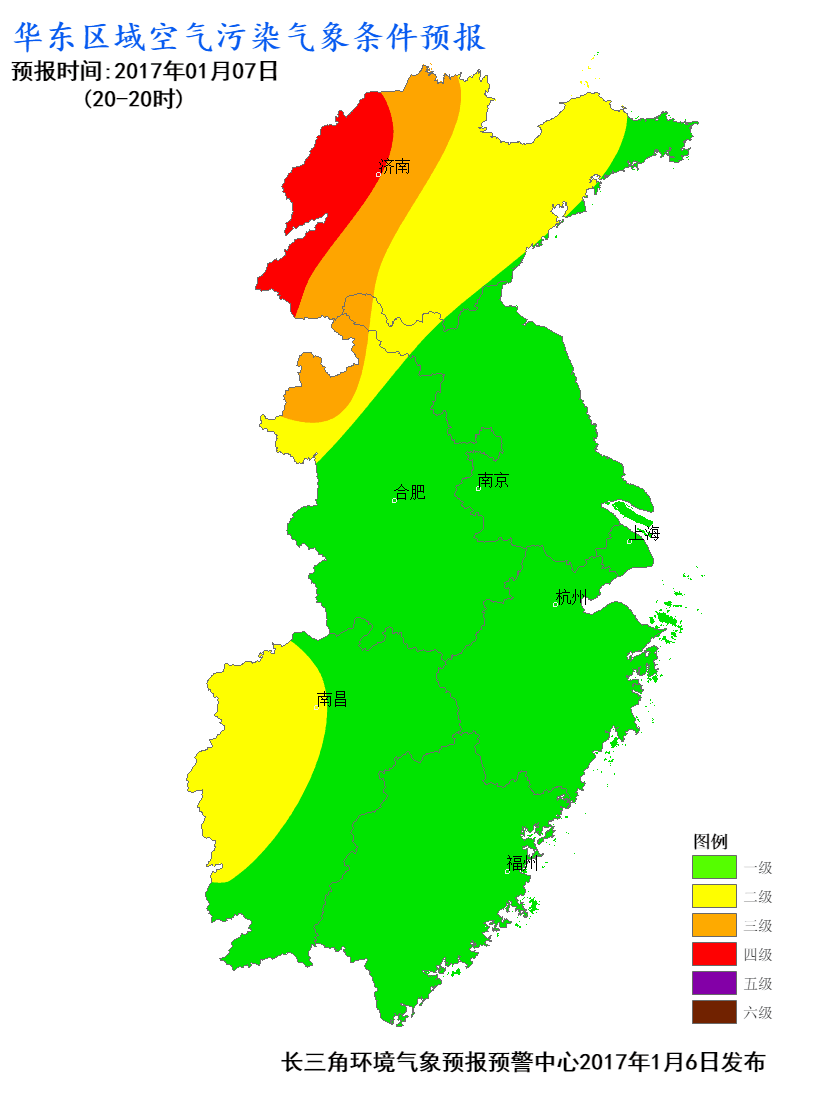 华东区域空气污染气象条件预报
预报时间:2017年01月07日
(20-20时)
济南
合肥
南京
上海
杭州
南昌
福州
图例
一级
二级
三级
四级
五级
六级
长三角环境气象预报预警中心2017年1月6日发布